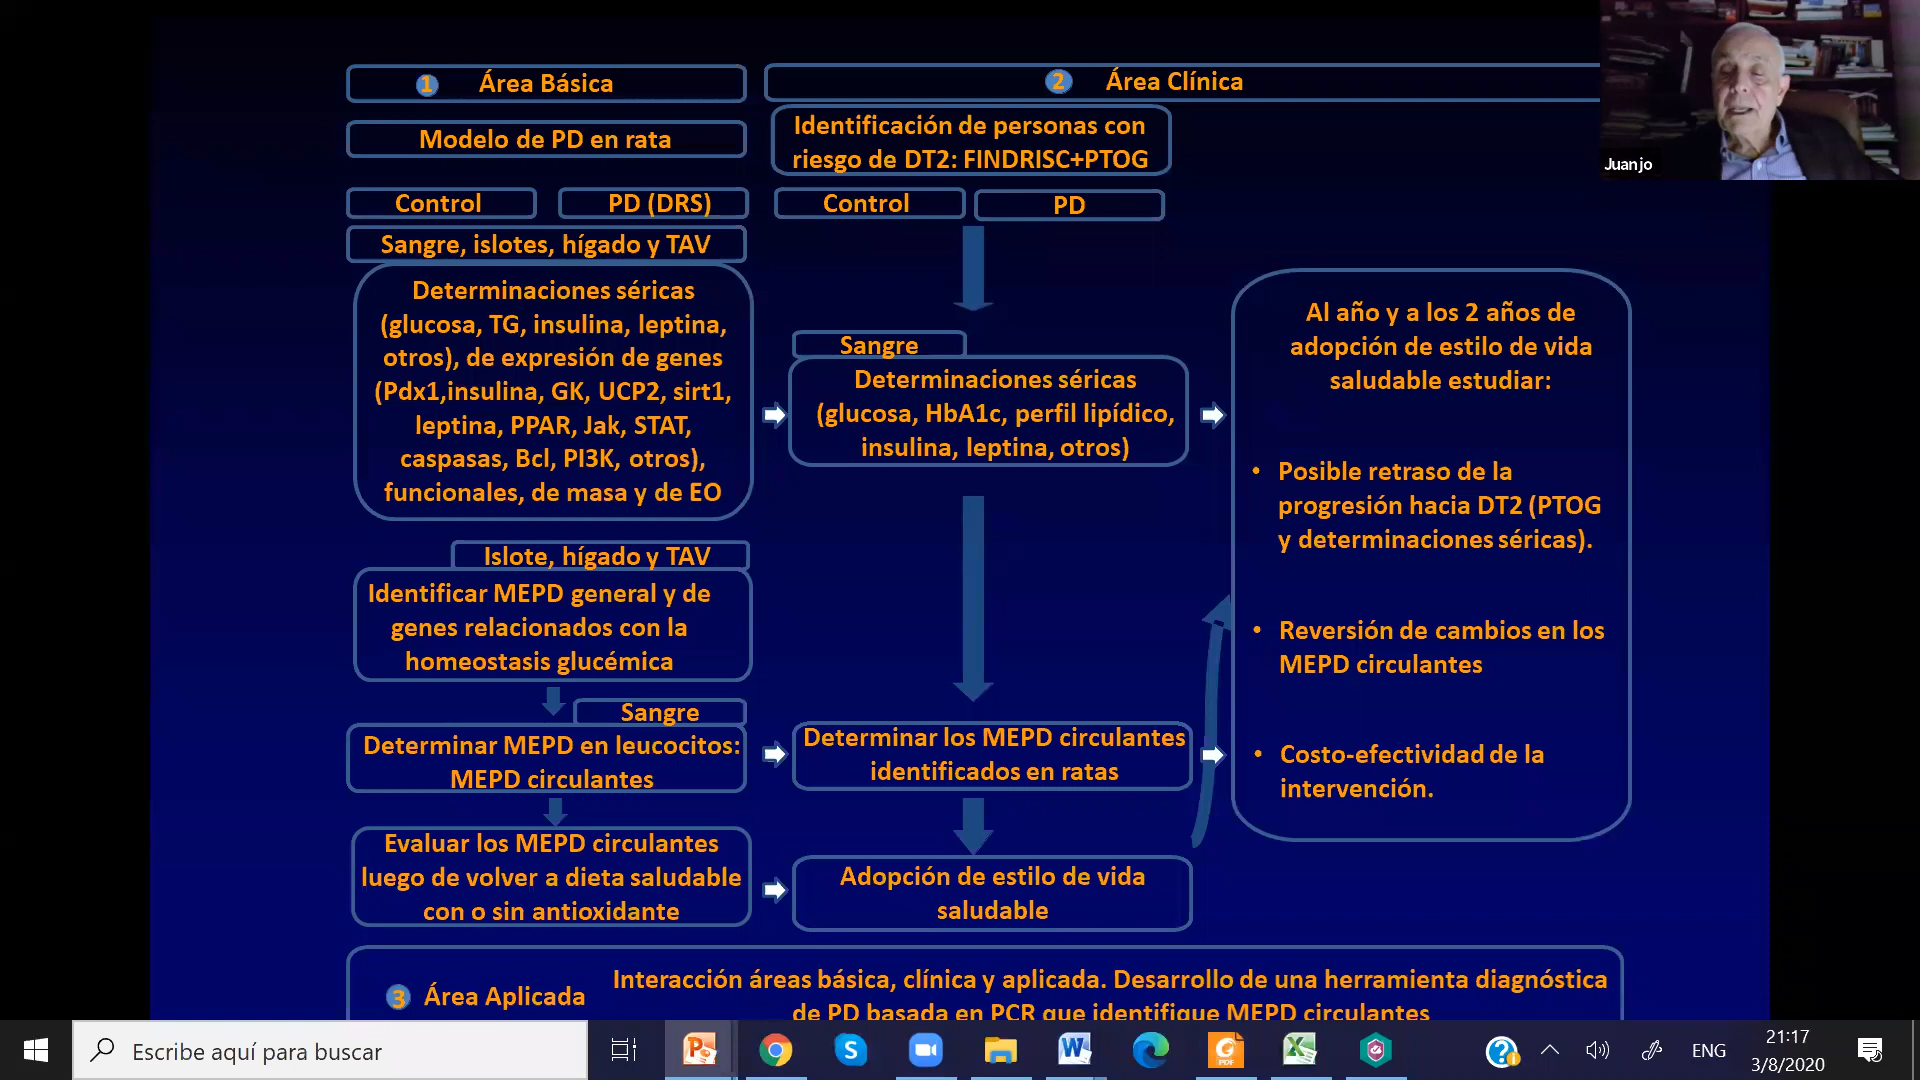 1 Área Básica
2 Área Clínica
Modelo de PD en rata
Identificación de personas con
riesgo de DT2: FINDRISC+PTOG
Juanjo
Control
PD (DRS)
Control
PD
Sangre, islotes, hígado y TAV
Determinaciones séricas
(glucosa, TG, insulina, leptina,
otros), de expresión de genes
(Pdx1,insulina, GK, UCP2, sirt1,
leptina, PPAR, Jak, STAT,
caspasas, Bcl, PI3K, otros),
funcionales, de masa y de EO
Sangre
Determinaciones séricas
(glucosa, HbA1c, perfil lipídico,
insulina, leptina, otros)
Al año y a los 2 años de
adopción de estilo de vida
saludable estudiar:
• Posible retraso de la
progresión hacia DT2 (PTOG
y determinaciones séricas).
• Reversión de cambios en los
MEPD circulantes
• Costo-efectividad de la
intervención.
Islote, hígado y TAV
Identificar MEPD general y de
genes relacionados con la
homeostasis glucémica
Sangre
Determinar MEPD en leucocitos:
MEPD circulantes
Determinar los MEPD circulantes
identificados en ratas
Evaluar los MEPD circulantes
luego de volver a dieta saludable
con o sin antioxidante
Adopción de estilo de vida
saludable
3 Área Aplicada
Interacción áreas básica, clínica y aplicada. Desarrollo de una herramienta diagnóstica
de PD basada en PCR que identifique MEPD circulantes
Escribe aquí para buscar
ENG
21:17
3/8/2020